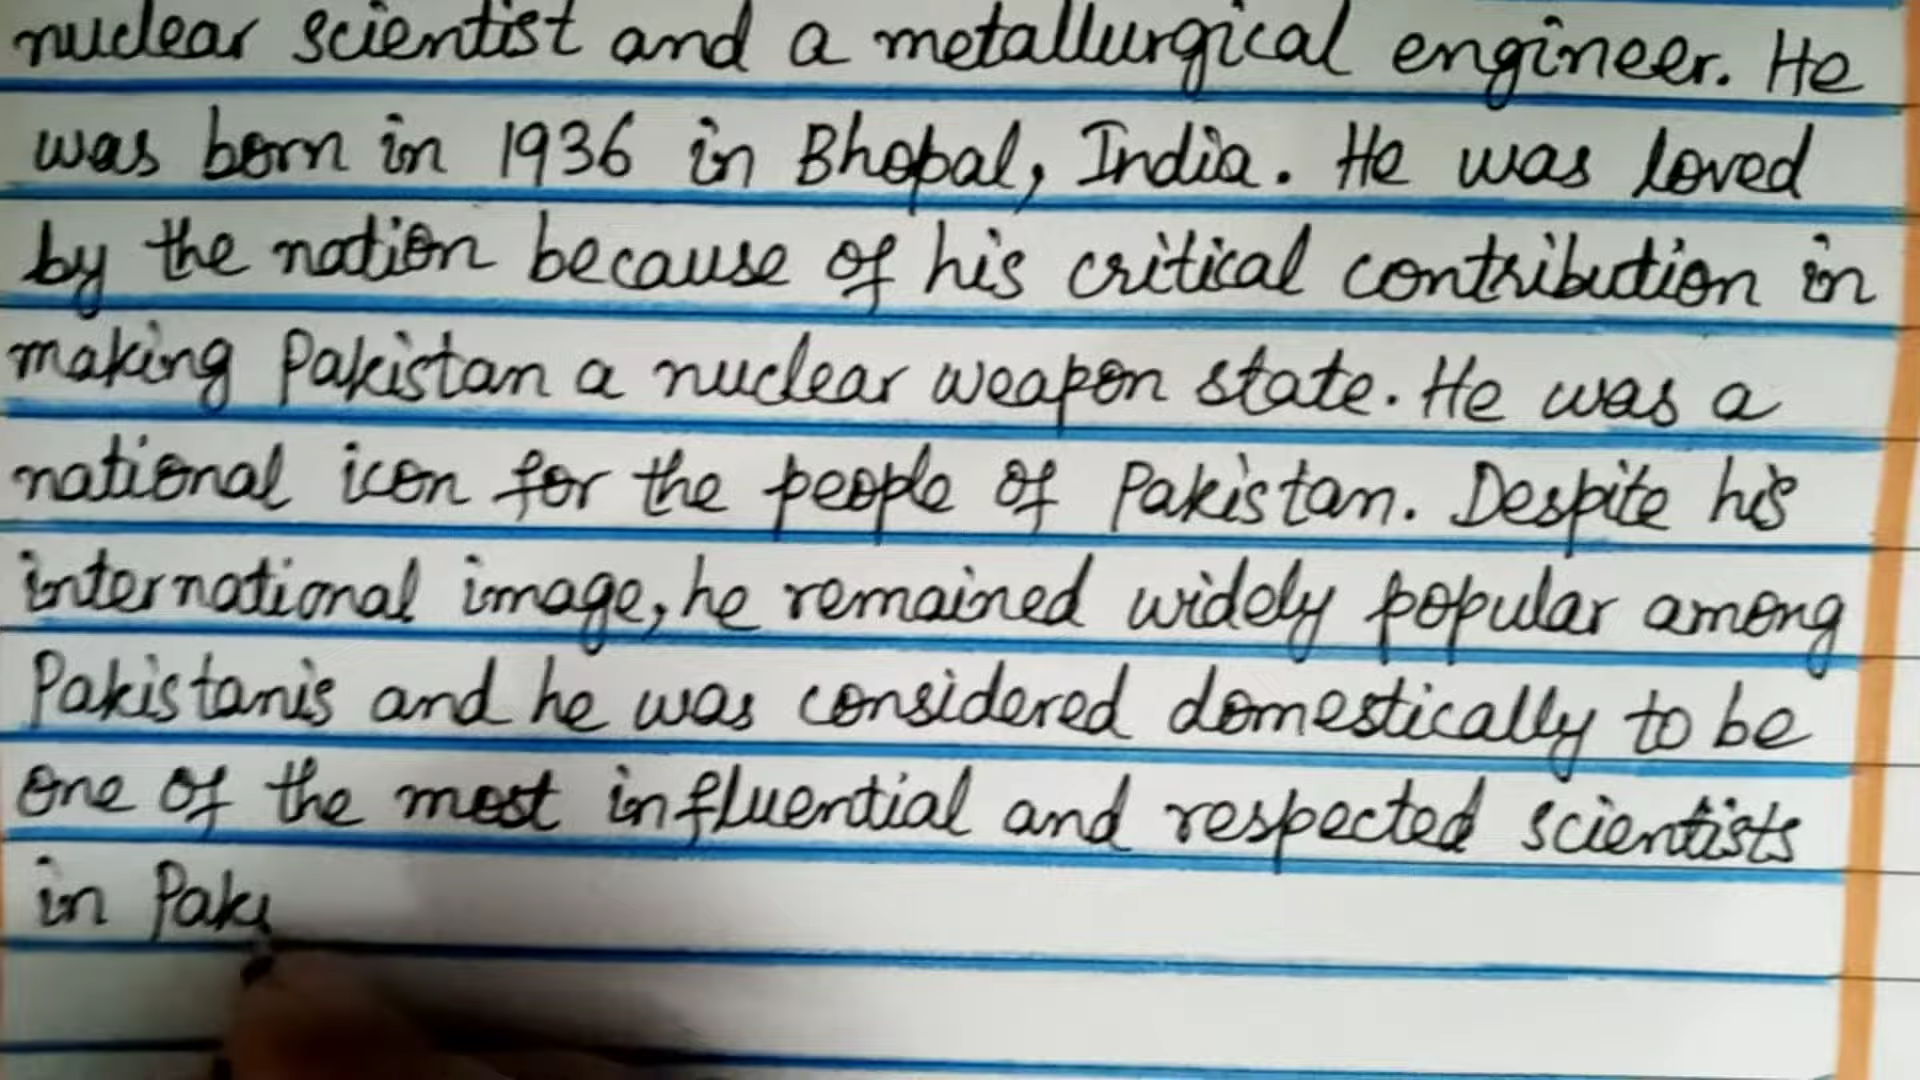 nuclear scientist and a metallurgical engineer. He
was born in 1936 in Bhopal, India. He was loved
by the nation because of his critical contribution in
making Pakistan a nuclear weapon state. He was a
national icon for the people of Pakistan. Despite his
international image, he remained widely popular among
Pakistanis and he was considered domestically to be
one of the most influential and respected scientists
in Paki